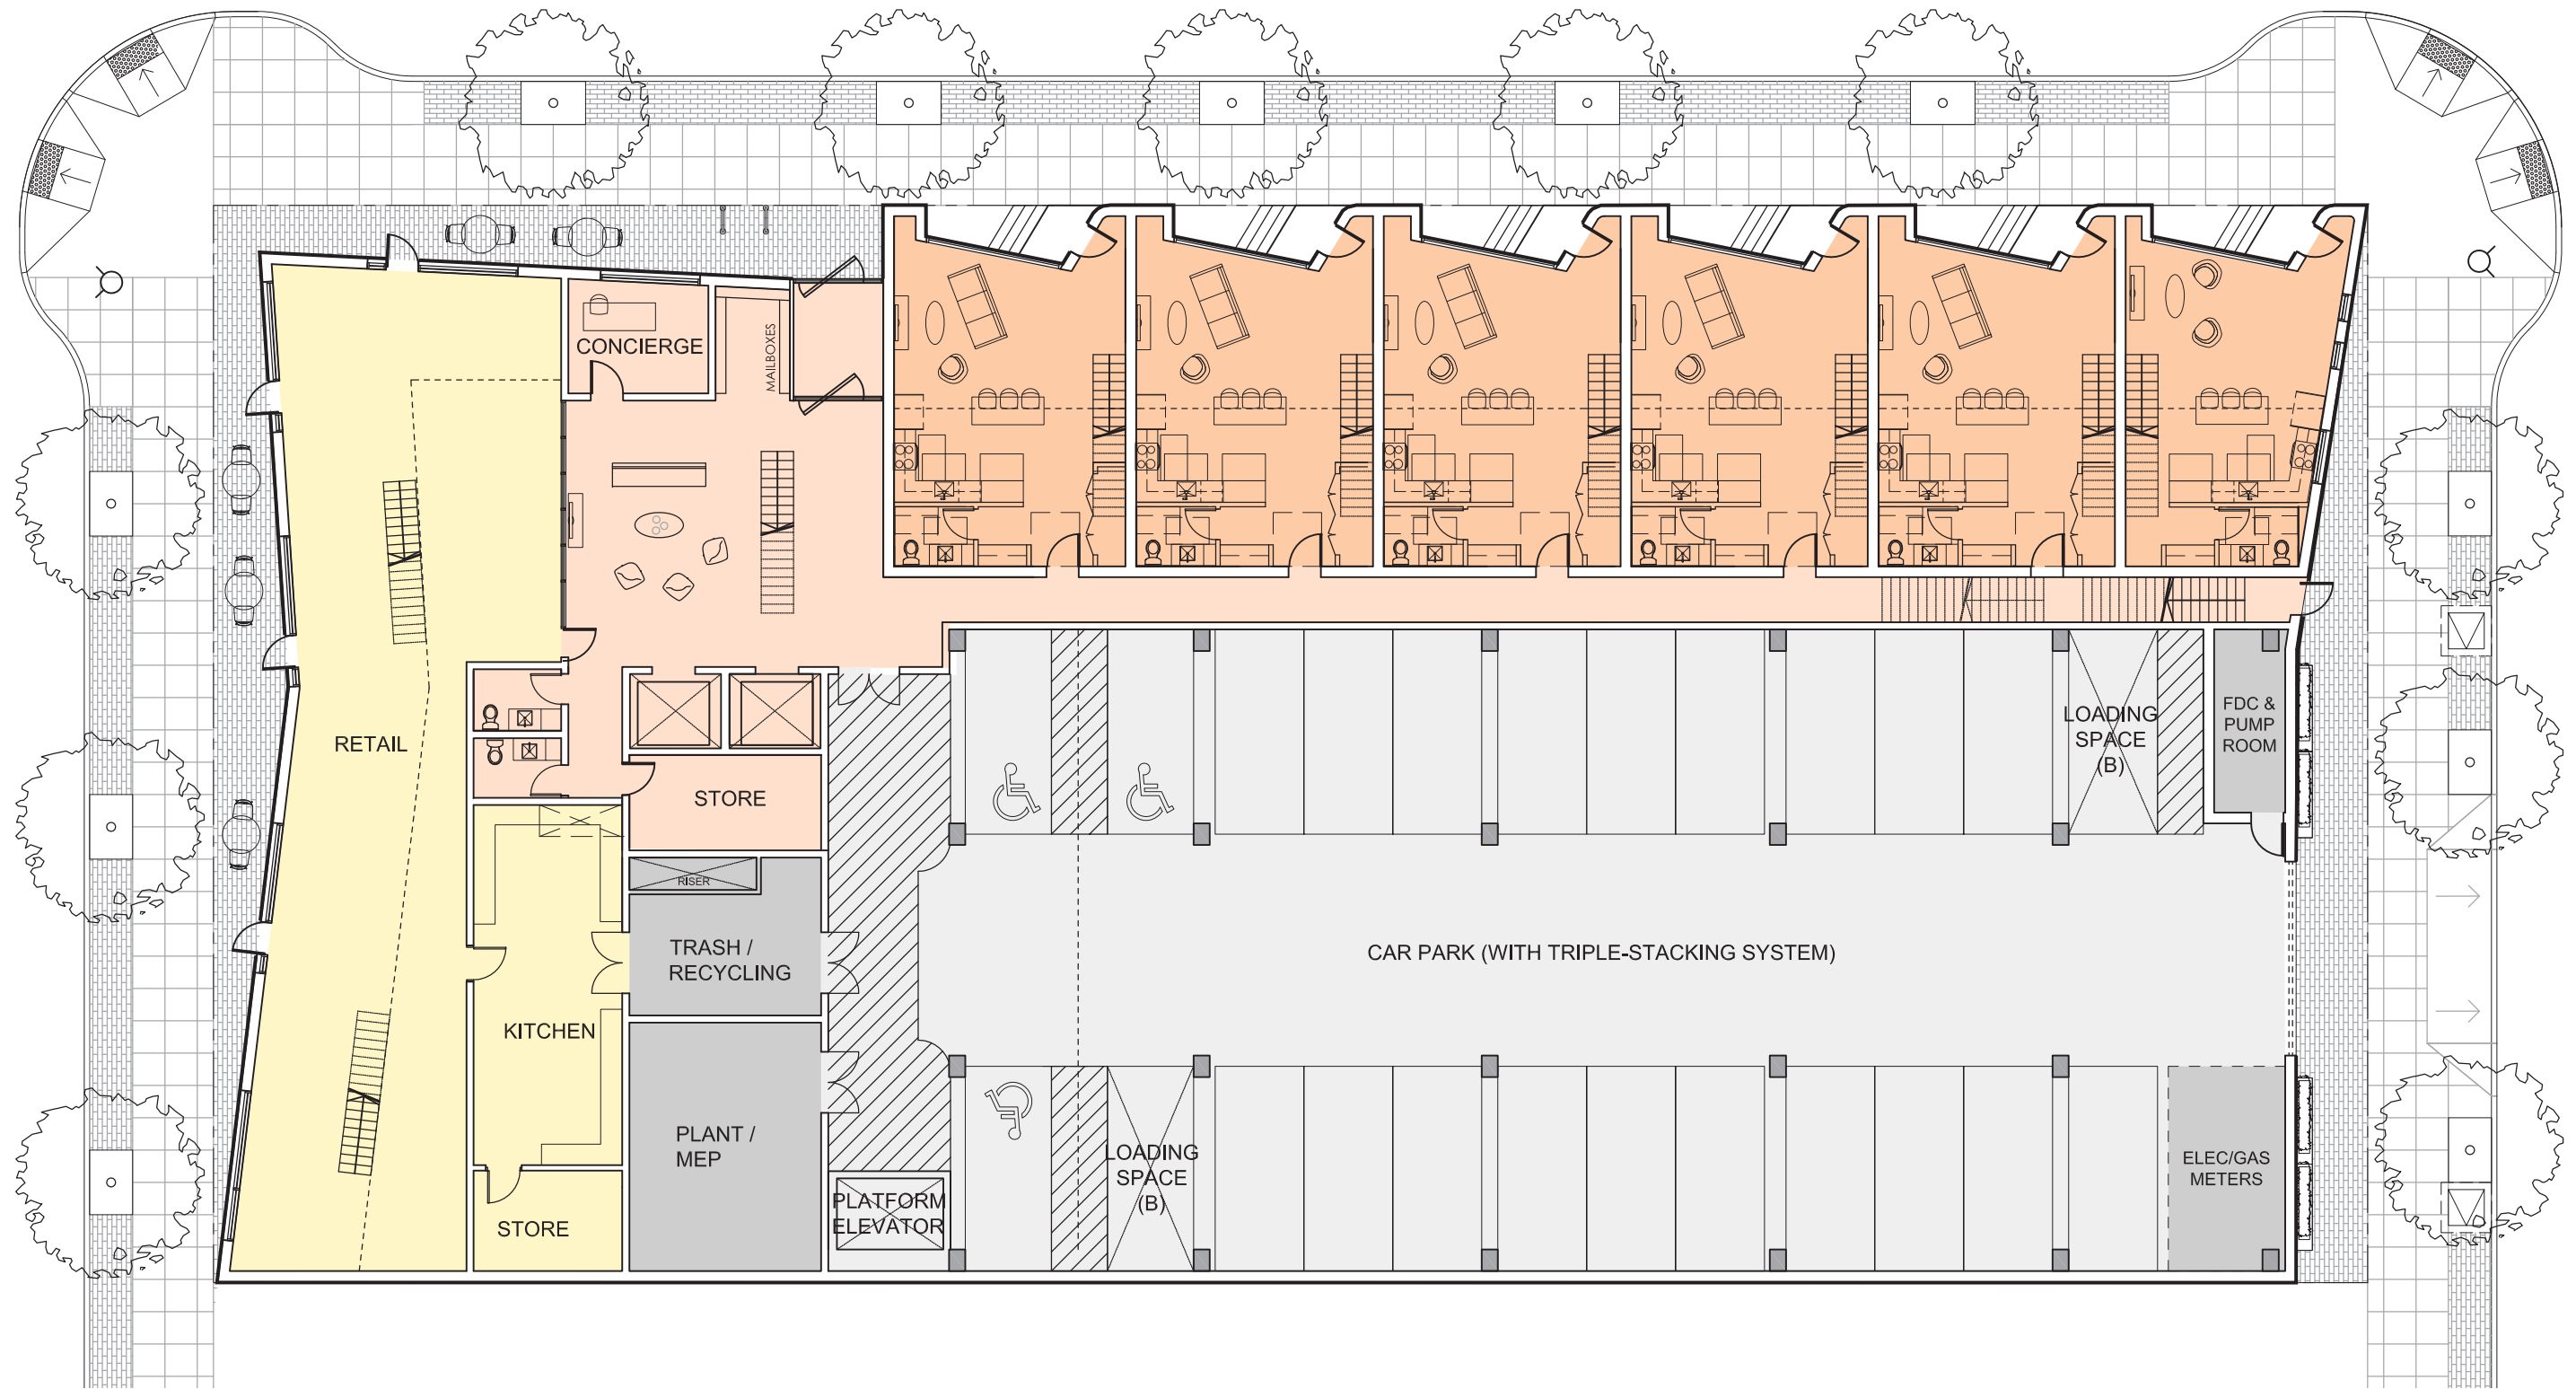 CONCIERGE
MAILBOXES
RETAIL
STORE
LOADING
SPACE
(B)
FDC &
PUMP
ROOM
RISER
TRASH /
RECYCLING
CAR PARK (WITH TRIPLE-STACKING SYSTEM)
KITCHEN
PLANT /
MEP
LOADING
SPACE
(B)
ELEC/GAS
METERS
PLATFORM
ELEVATOR
STORE